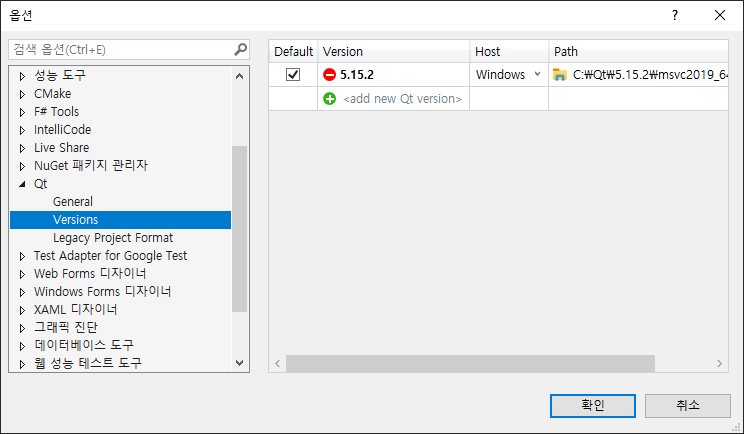 옵션
검색 옵션(Ctrl+E)
성능 도구
CMake
F# Tools
IntelliCode
Live Share
NuGet 패키지 관리자
Qt
General
Versions
Legacy Project Format
Test Adapter for Google Test
Web Forms 디자이너
Windows Forms 디자이너
XAML 디자이너
그래픽 진단
데이터베이스 도구
웹 성능 테스트 도구
Default Version Host Path
5.15.2 Windows C:₩Qt₩5.15.2₩msvc2019_64
<add new Qt version>
확인 취소